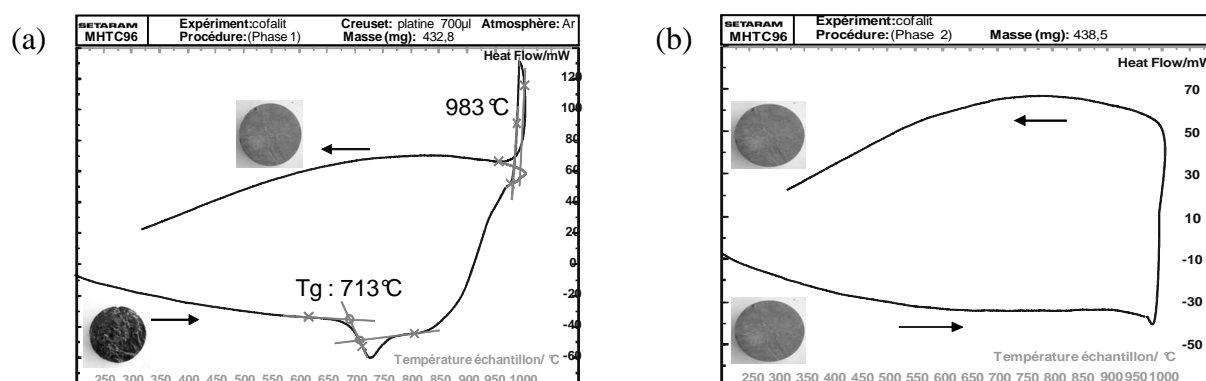 (a)
SETARAM
MHTC96
Expériment:cofalit Creuset: platine 700µl Atmosphère: Ar
Procédure:(Phase 1) Masse (mg): 432,8
Heat Flow/mW
120
100
80
60
40
20
0
-20
-40
-60
983 °C
Tg : 713°C
Température échantillon/ °C
250 300 350 400 450 500 550 600 650 700 750 800 850 900 950 1000
(b)
SETARAM
MHTC96
Expériment:cofalit
Procédure: (Phase 2) Masse (mg): 438,5
Heat Flow/mW
70
50
30
10
-10
-30
-50
Température échantillon/ °C
250 300 350 400 450 500 550 600 650 700 750 800 850 900 950 1000